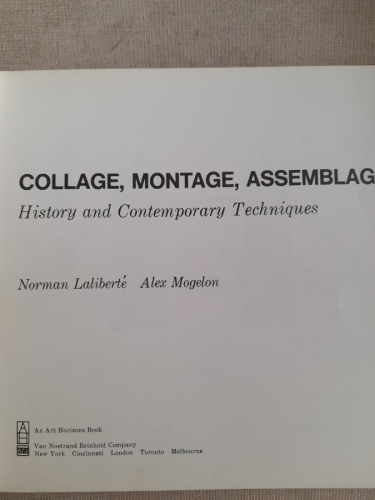 COLLAGE, MONTAGE, ASSEMBLAG
History and Contemporary Techniques
Norman Laliberté Alex Mogelon
An Art Horizons Book
Van Nostrand Reinhold Company
New York Cincinnati London Toronto Melbourne